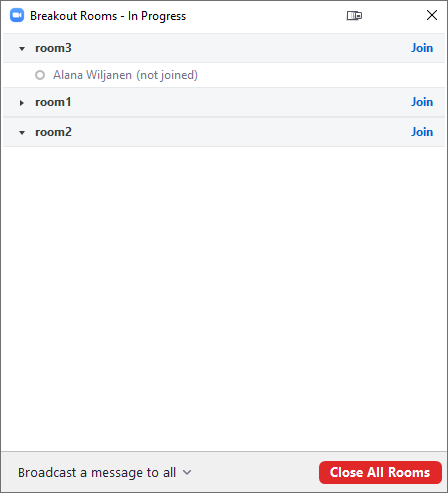 Breakout Rooms - In Progress
room3 Join
Alana Wiljanen (not joined)
room1 Join
room2 Join
Broadcast a message to all Close All Rooms